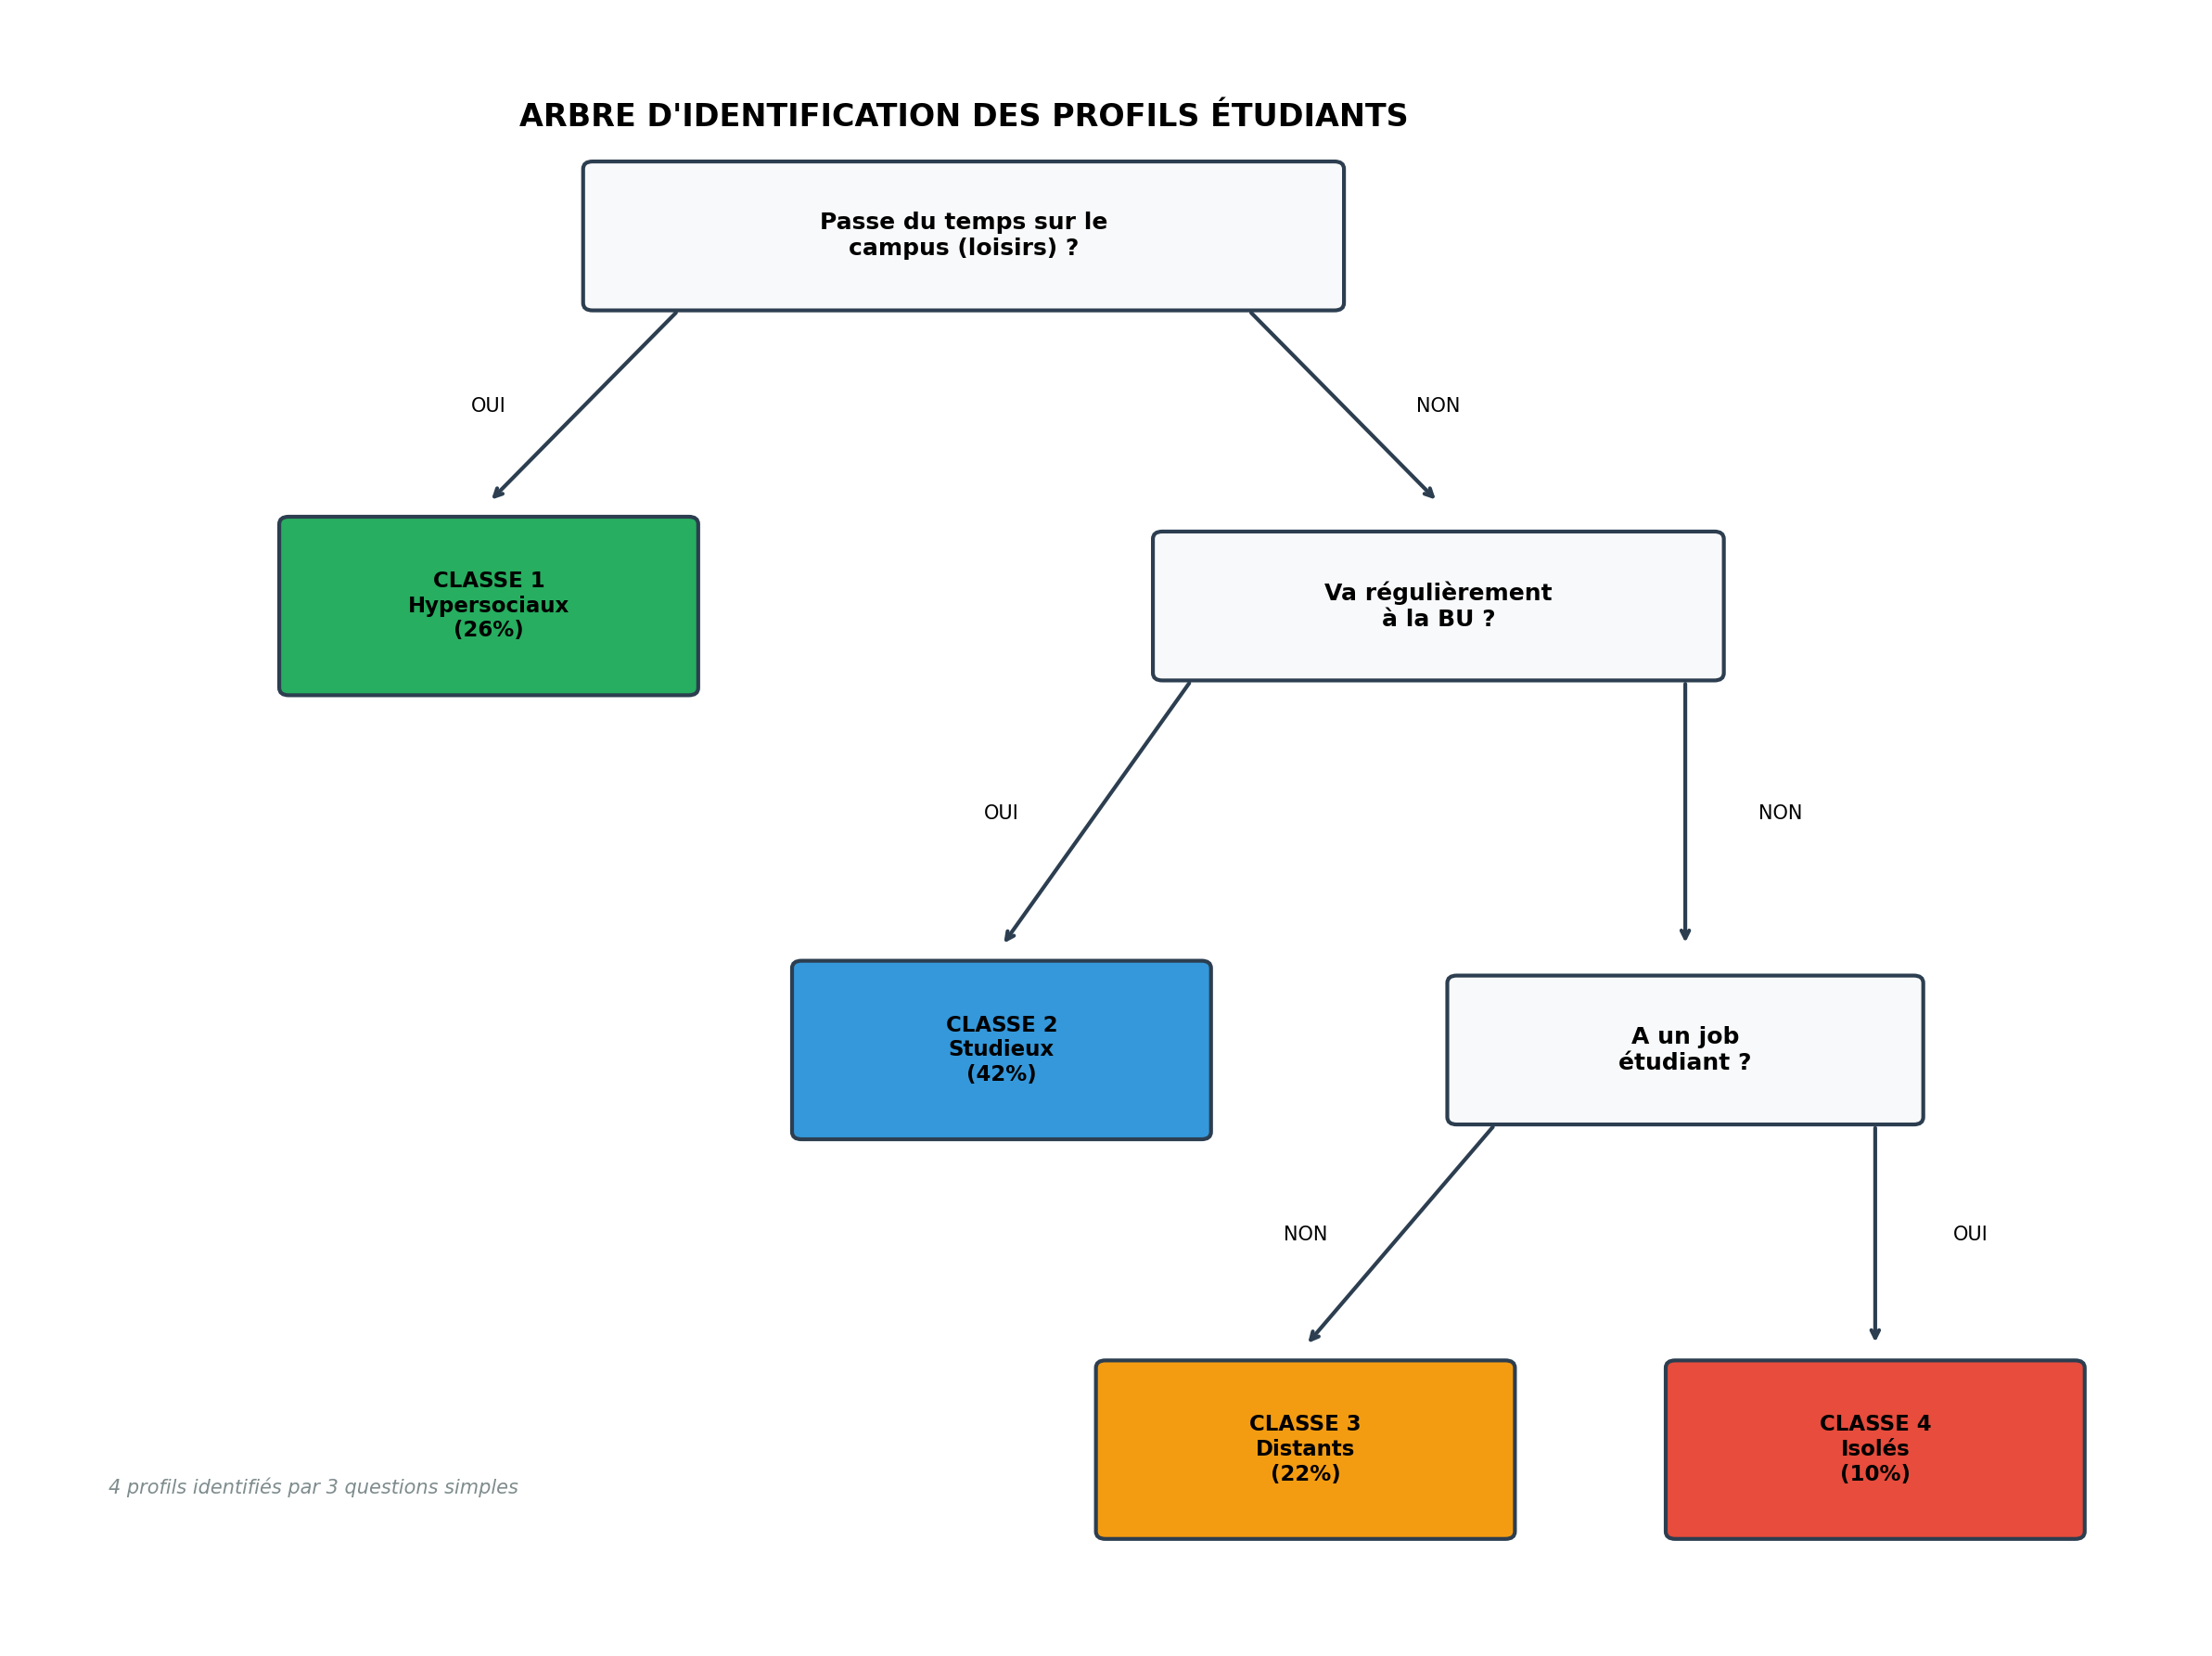 ARBRE D'IDENTIFICATION DES PROFILS ÉTUDIANTS
Passe du temps sur le
campus (loisirs) ?
OUI
NON
CLASSE 1
Hypersociaux
(26%)
Va régulièrement
à la BU ?
OUI
NON
CLASSE 2
Studieux
(42%)
A un job
étudiant ?
NON
OUI
CLASSE 3
Distants
(22%)
CLASSE 4
Isolés
(10%)
4 profils identifiés par 3 questions simples